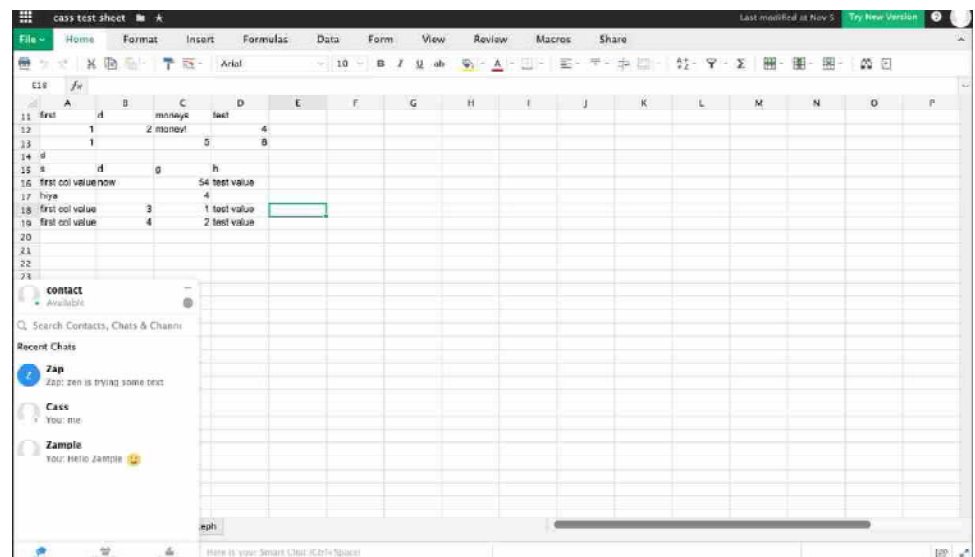 cass test sheet
Last modified at Nov 5 Try New Version
File Home Format Insert Formulas Data Form View Review Macros Share
Arial 10 B I U ab A Σ
E18 fx
A B C D E F G H I J K L M N O P
11 first d moneys test
12 1 2 money! 4
13 1 5 8
14 d
15 s d g h
16 first col value now 54 test value
17 hiya 4
18 first col value 3 1 test value
19 first col value 4 2 test value
20
21
22
23
contact
Available
Search Contacts, Chats & Channe
Recent Chats
Z Zap
Zap: zen is trying some text
Cass
You: me
Zample
You: Hello Zample
eph
Here is your Smart Chat (Ctrl+Space)